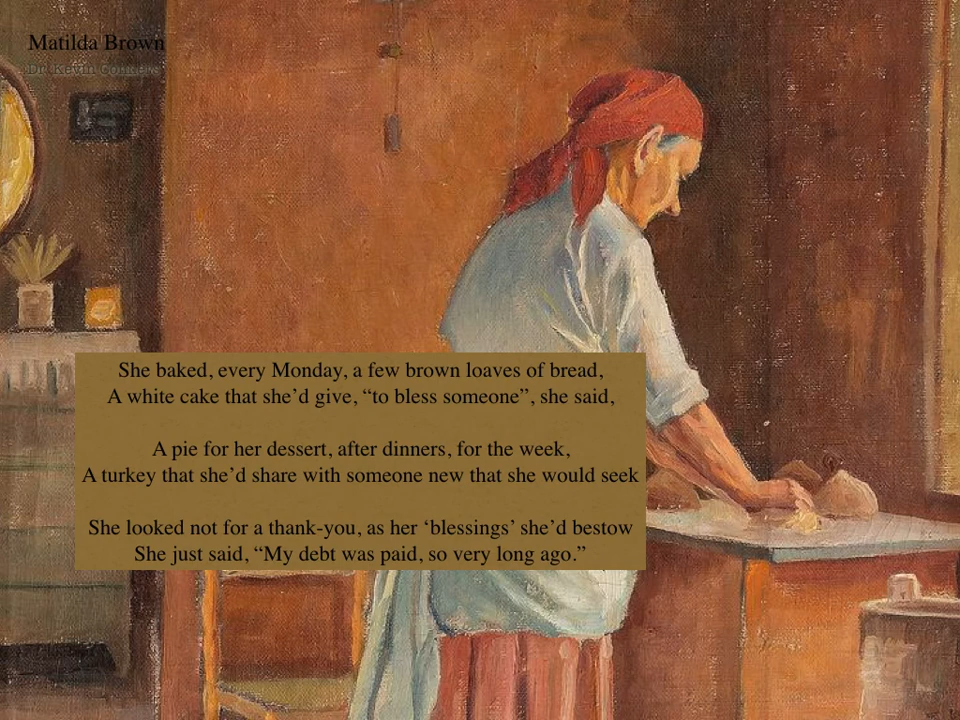 Matilda Brown
Dr. Kevin
She baked, every Monday, a few brown loaves of bread,
A white cake that she’d give, “to bless someone”, she said,
A pie for her dessert, after dinners, for the week,
A turkey that she’d share with someone new that she would seek
She looked not for a thank-you, as her ‘blessings’ she’d bestow
She just said, “My debt was paid, so very long ago.”